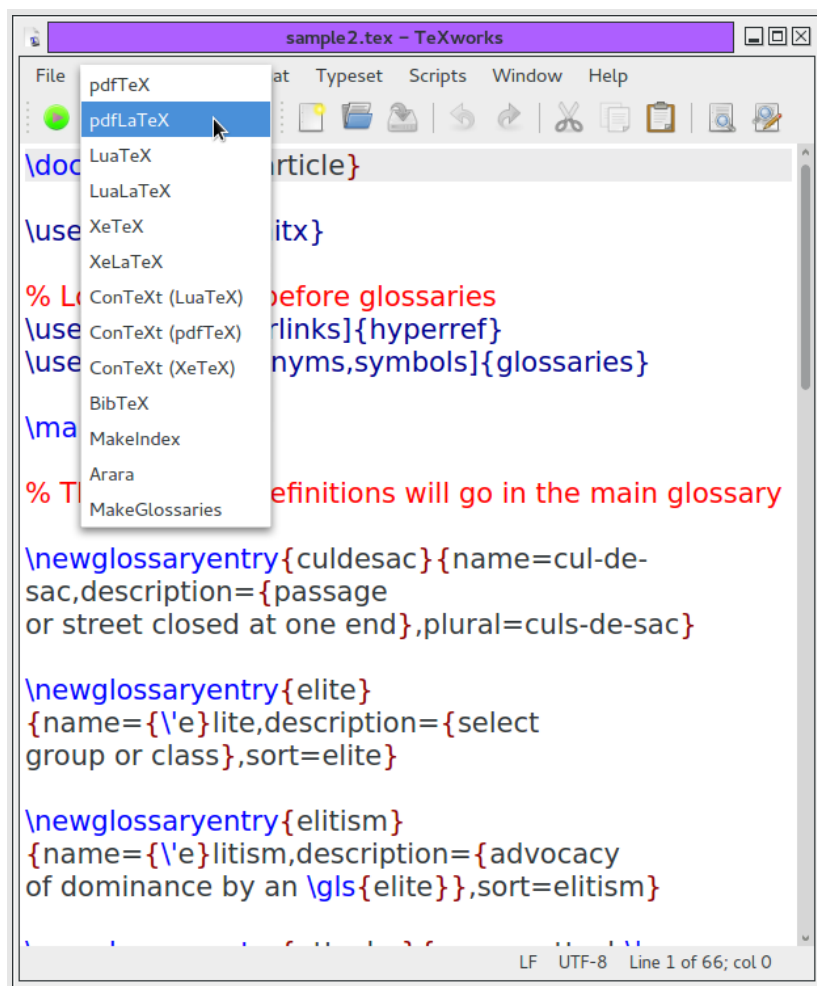 sample2.tex – TeXworks
File at Typeset Scripts Window Help
pdfTeX
pdfLaTeX
LuaTeX
LuaLaTeX
XeTeX
XeLaTeX
ConTeXt (LuaTeX)
ConTeXt (pdfTeX)
ConTeXt (XeTeX)
BibTeX
MakeIndex
Arara
MakeGlossaries
\doc rticle}
\use itx}
% Lo before glossaries
\use rlinks]{hyperref}
\use nyms,symbols]{glossaries}
\ma
% Th efinitions will go in the main glossary
\newglossaryentry{culdesac}{name=cul-de-
sac,description={passage
or street closed at one end},plural=culs-de-sac}
\newglossaryentry{elite}
{name={\'e}lite,description={select
group or class},sort=elite}
\newglossaryentry{elitism}
{name={\'e}litism,description={advocacy
of dominance by an \gls{elite}},sort=elitism}
LF UTF-8 Line 1 of 66; col 0